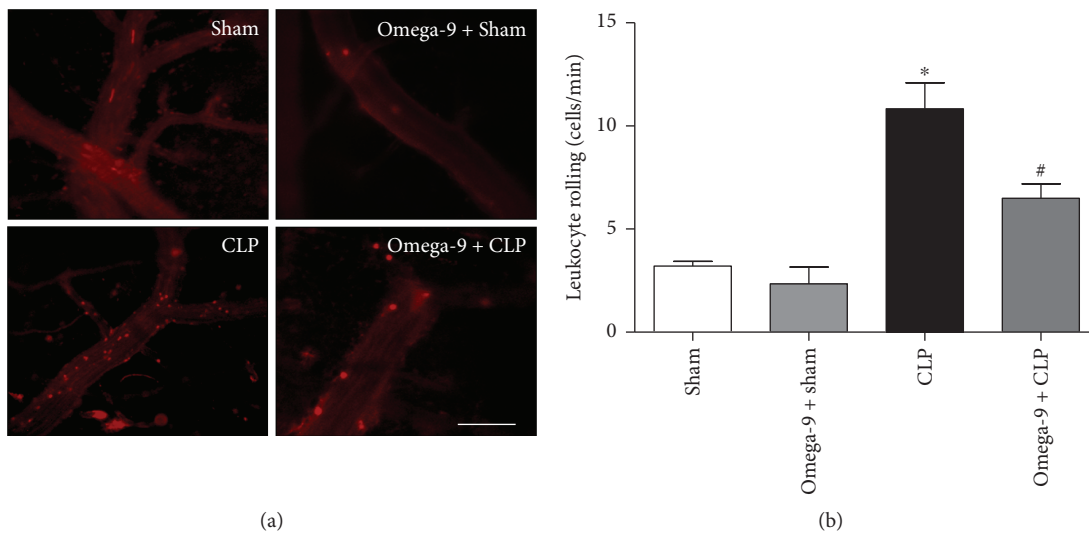 Sham
Omega-9 + Sham
CLP
Omega-9 + CLP
(a)
Leukocyte rolling (cells/min)
15
10
5
0
*
#
Sham
Omega-9 + sham
CLP
Omega-9 + CLP
(b)